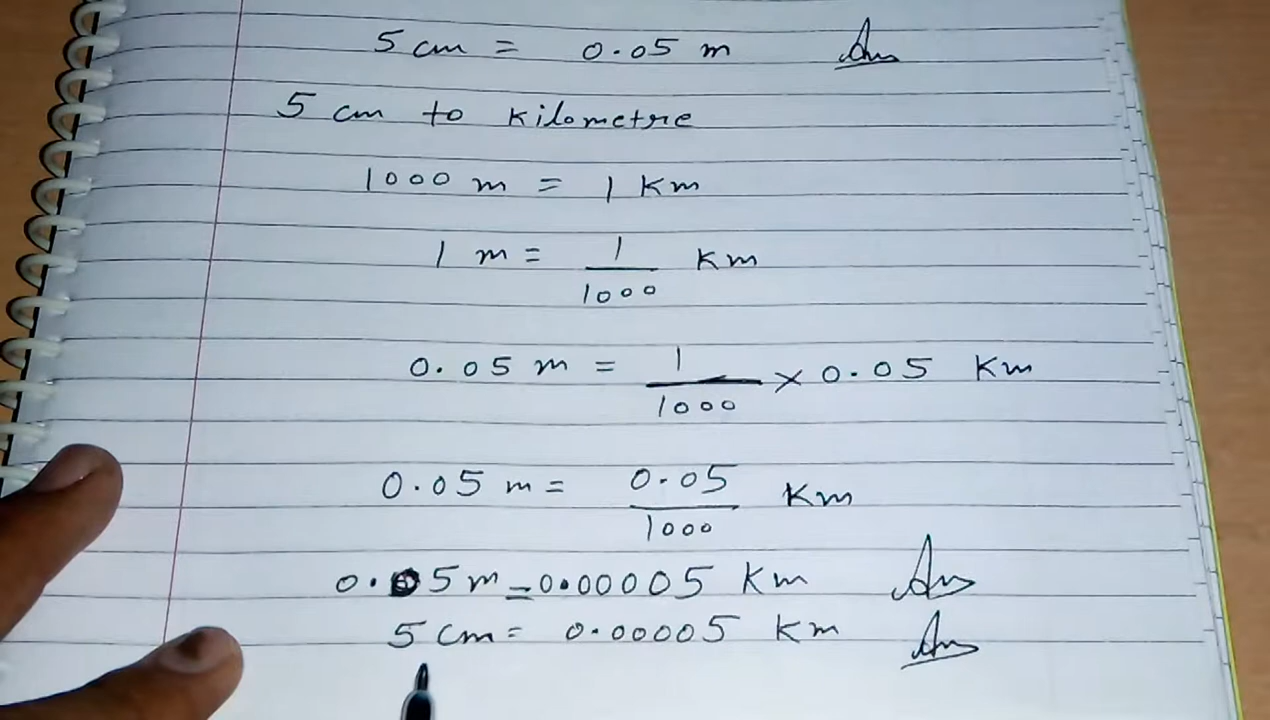 5 cm = 0.05 m Ans
5 cm to kilometre
1000 m = 1 Km
1 m = 1/1000 Km
0.05 m = 1/1000 × 0.05 Km
0.05 m = 0.05/1000 Km
0.05 m = 0.00005 Km Ans
5 cm = 0.00005 Km Ans